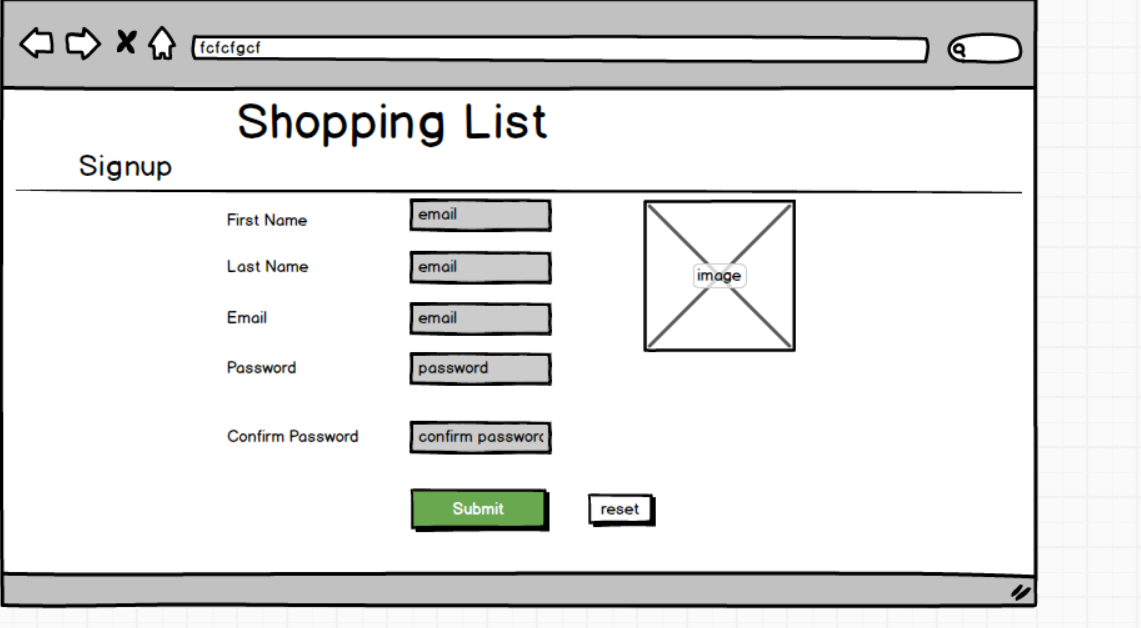 fcfcfgcf
Shopping List
Signup
First Name
email
Last Name
email
image
Email
email
Password
password
Confirm Password
confirm passworc
Submit
reset